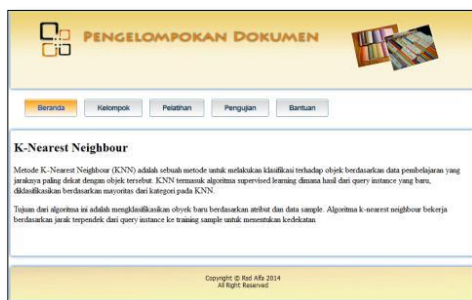 PENGELOMPOKAN DOKUMEN
Beranda Kelompok Pelatihan Pengujian Bantuan
K-Nearest Neighbour
Metode K-Nearest Neighbour (KNN) adalah sebuah metode untuk melakukan klasifikasi terhadap objek berdasarkan data pembelajaran yang
jaraknya paling dekat dengan objek tersebut. KNN termasuk algoritma supervised learning dimana hasil dari query instance yang baru,
diklasifikasikan berdasarkan mayoritas dari kategori pada KNN.
Tujuan dari algoritma ini adalah mengklasifikasikan obyek baru berdasarkan atribut dan data sample. Algoritma k-nearest neighbour bekerja
berdasarkan jarak terpendek dari query instance ke training sample untuk menentukan kedekatan
Copyright © Red Alfa 2014
All Right Reserved